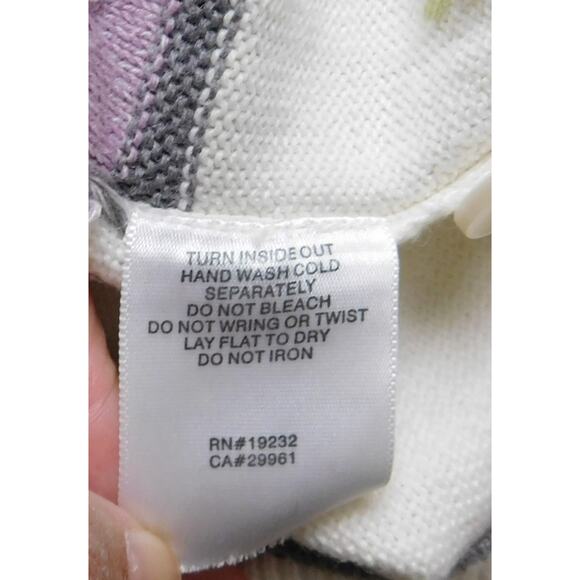 TURN INSIDE OUT
HAND WASH COLD
SEPARATELY
DO NOT BLEACH
DO NOT WRING OR TWIST
LAY FLAT TO DRY
DO NOT IRON
RN#19232
CA#29961